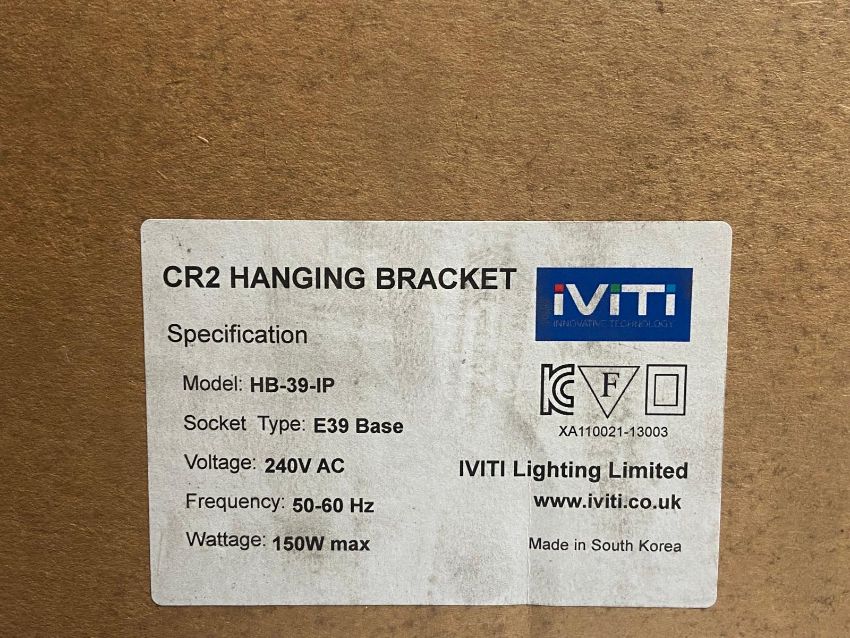 CR2 HANGING BRACKET
iViTi
INNOVATIVE TECHNOLOGY
Specification
Model: HB-39-IP
Socket Type: E39 Base
Voltage: 240V AC
Frequency: 50-60 Hz
Wattage: 150W max
KC F
XA110021-13003
IVITI Lighting Limited
www.iviti.co.uk
Made in South Korea